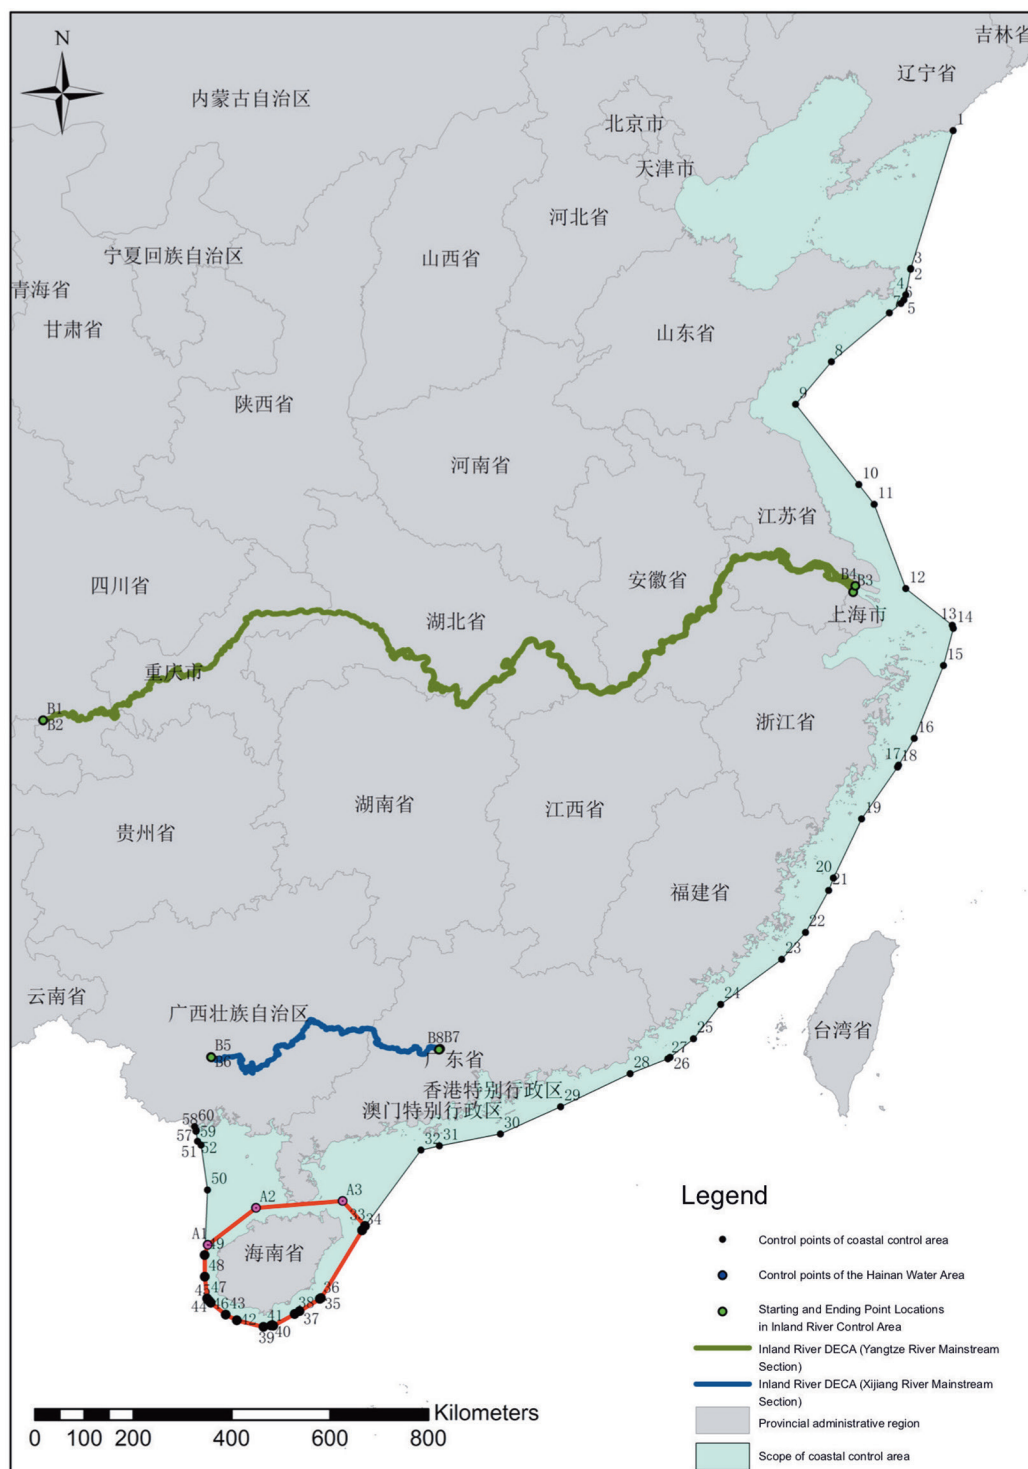 N
吉林省
辽宁省
内蒙古自治区
北京市
1
天津市
河北省
宁夏回族自治区
山西省
3
2
青海省
4
6
甘肃省
7
5
山东省
8
陕西省
9
河南省
10
11
江苏省
四川省
安徽省
B4
B3
12
湖北省
上海市
13
14
重庆市
15
B1
B2
浙江省
16
17
18
湖南省
江西省
贵州省
19
20
21
福建省
22
23
云南省
24
广西壮族自治区
25
台湾省
B5
B6
B8
B7
广东省
27
26
28
香港特别行政区
29
澳门特别行政区
30
58
60
57
59
51
52
32
31
50
A2
A3
33
34
A1
49
海南省
48
45
47
44
46
43
42
41
39
40
38
37
36
35
Legend
Control points of coastal control area
Control points of the Hainan Water Area
Starting and Ending Point Locations
in Inland River Control Area
Inland River DECA (Yangtze River Mainstream
Section)
Inland River DECA (Xijiang River Mainstream
Section)
Provincial administrative region
Scope of coastal control area
Kilometers
0 100 200 400 600 800